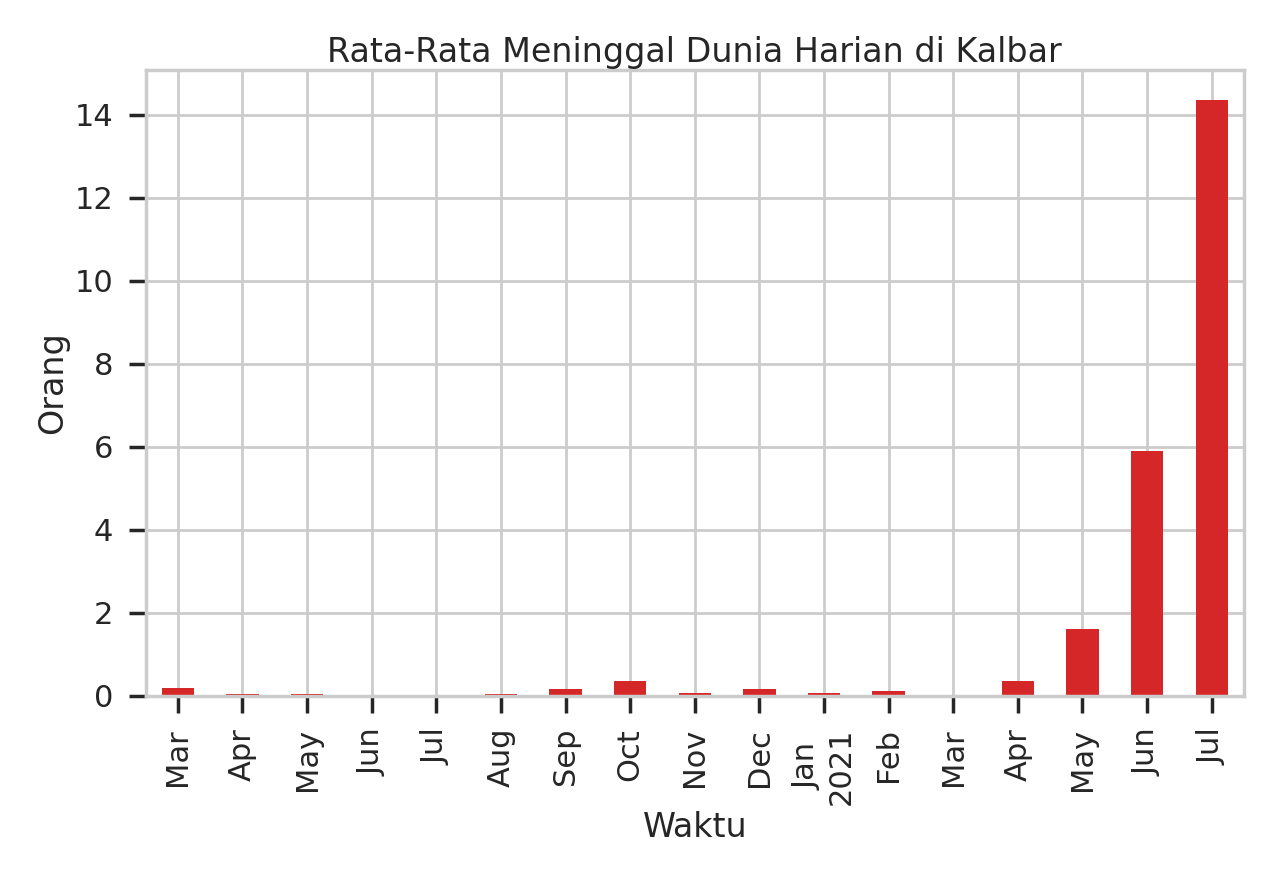 Rata-Rata Meninggal Dunia Harian di Kalbar
14
12
10
8
6
4
2
0
Orang
Mar
Apr
May
Jun
Jul
Aug
Sep
Oct
Nov
Dec
Jan
2021
Feb
Mar
Apr
May
Jun
Jul
Waktu